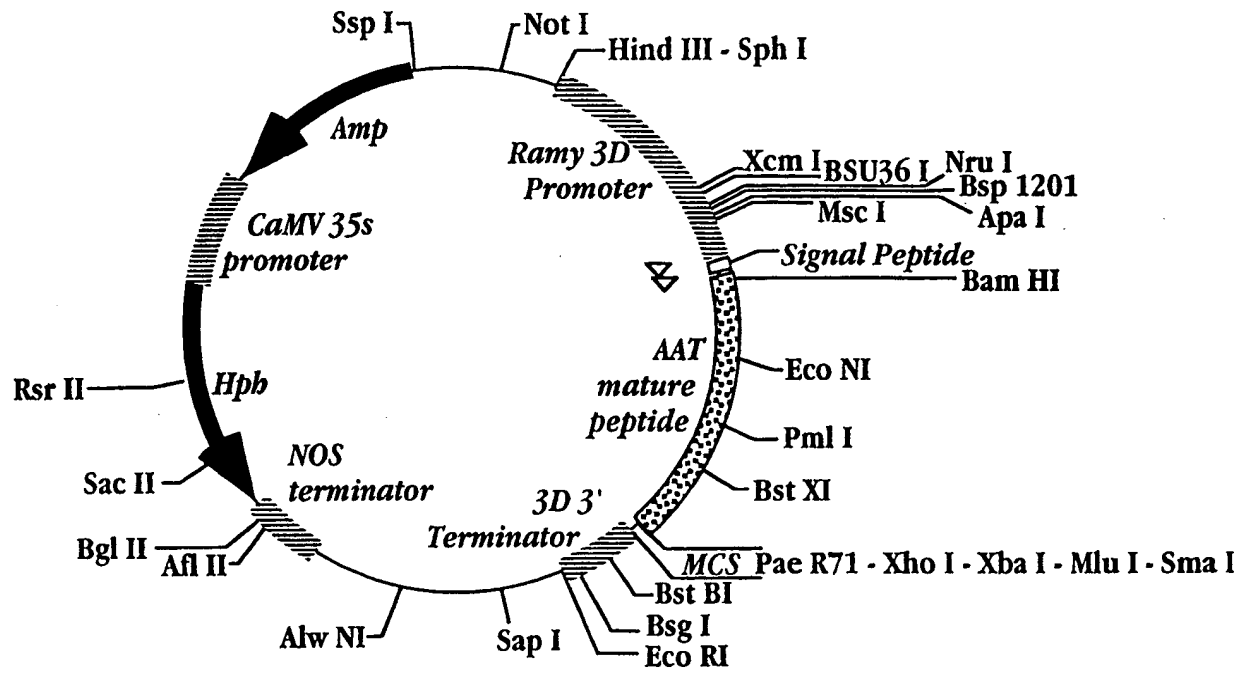 Ssp I
Not I
Hind III - Sph I
Amp
Ramy 3D
Promoter
Xcm I
BSU36 I
Nru I
Bsp 1201
Msc I
Apa I
CaMV 35s
promoter
Signal Peptide
Bam HI
AAT
mature
peptide
Eco NI
Rsr II
Hph
Pml I
NOS
terminator
Sac II
Bst XI
3D 3'
Terminator
Bgl II
Afl II
MCS
Pae R71 - Xho I - Xba I - Mlu I - Sma I
Bst BI
Alw NI
Sap I
Bsg I
Eco RI